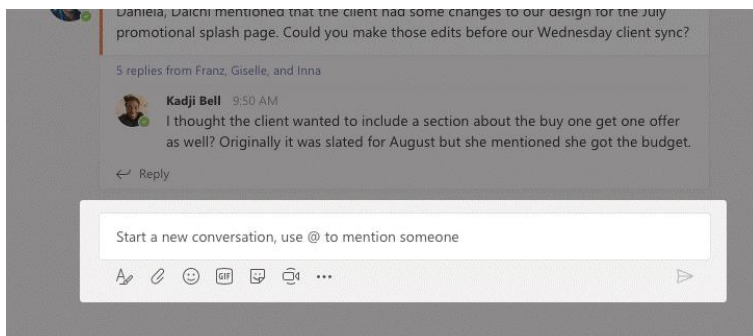 Daniela, Daichi mentioned that the client had some changes to our design for the July
promotional splash page. Could you make those edits before our Wednesday client sync?
5 replies from Franz, Giselle, and Inna
Kadji Bell 9:50 AM
I thought the client wanted to include a section about the buy one get one offer
as well? Originally it was slated for August but she mentioned she got the budget.
Reply
Start a new conversation, use @ to mention someone
GIF